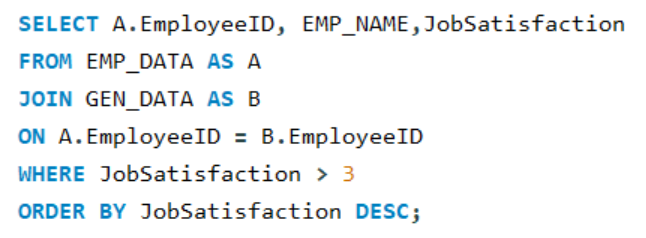 SELECT A.EmployeeID, EMP_NAME,JobSatisfaction
FROM EMP_DATA AS A
JOIN GEN_DATA AS B
ON A.EmployeeID = B.EmployeeID
WHERE JobSatisfaction > 3
ORDER BY JobSatisfaction DESC;